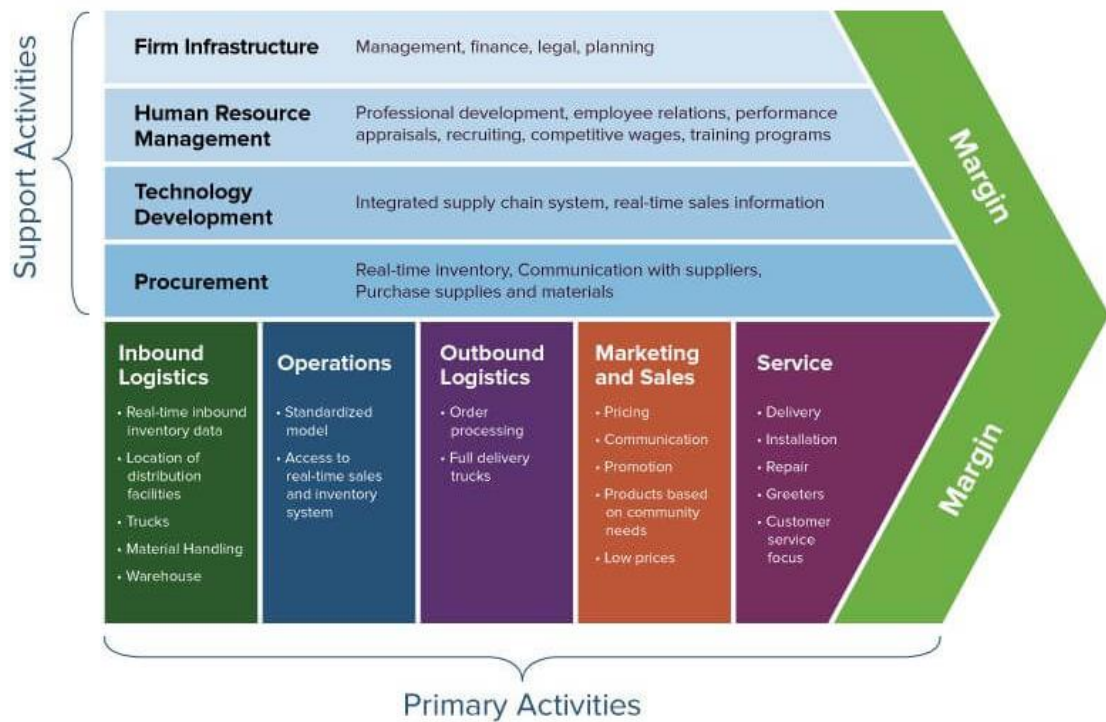 Support Activities
Firm Infrastructure
Management, finance, legal, planning
Human Resource
Management
Professional development, employee relations, performance
appraisals, recruiting, competitive wages, training programs
Technology
Development
Integrated supply chain system, real-time sales information
Procurement
Real-time inventory, Communication with suppliers,
Purchase supplies and materials
Margin
Inbound
Logistics
• Real-time inbound
inventory data
• Location of
distribution
facilities
• Trucks
• Material Handling
• Warehouse
Operations
• Standardized
model
• Access to
real-time sales
and inventory
system
Outbound
Logistics
• Order
processing
• Full delivery
trucks
Marketing
and Sales
• Pricing
• Communication
• Promotion
• Products based
on community
needs
• Low prices
Service
• Delivery
• Installation
• Repair
• Greeters
• Customer
service
focus
Margin
Primary Activities